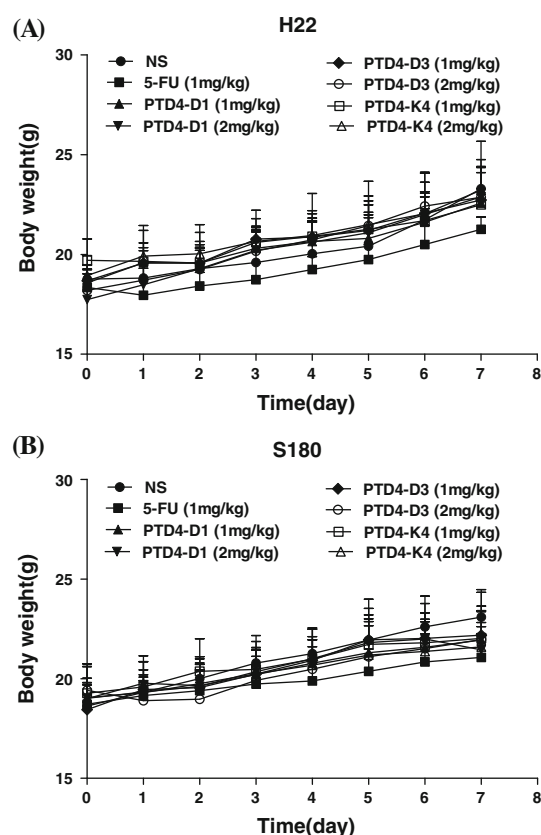 (A)
H22
30
25
20
15
Body weight(g)
NS
5-FU (1mg/kg)
PTD4-D1 (1mg/kg)
PTD4-D1 (2mg/kg)
PTD4-D3 (1mg/kg)
PTD4-D3 (2mg/kg)
PTD4-K4 (1mg/kg)
PTD4-K4 (2mg/kg)
0 1 2 3 4 5 6 7 8
Time(day)
(B)
S180
30
25
20
15
Body weight(g)
NS
5-FU (1mg/kg)
PTD4-D1 (1mg/kg)
PTD4-D1 (2mg/kg)
PTD4-D3 (1mg/kg)
PTD4-D3 (2mg/kg)
PTD4-K4 (1mg/kg)
PTD4-K4 (2mg/kg)
0 1 2 3 4 5 6 7 8
Time(day)